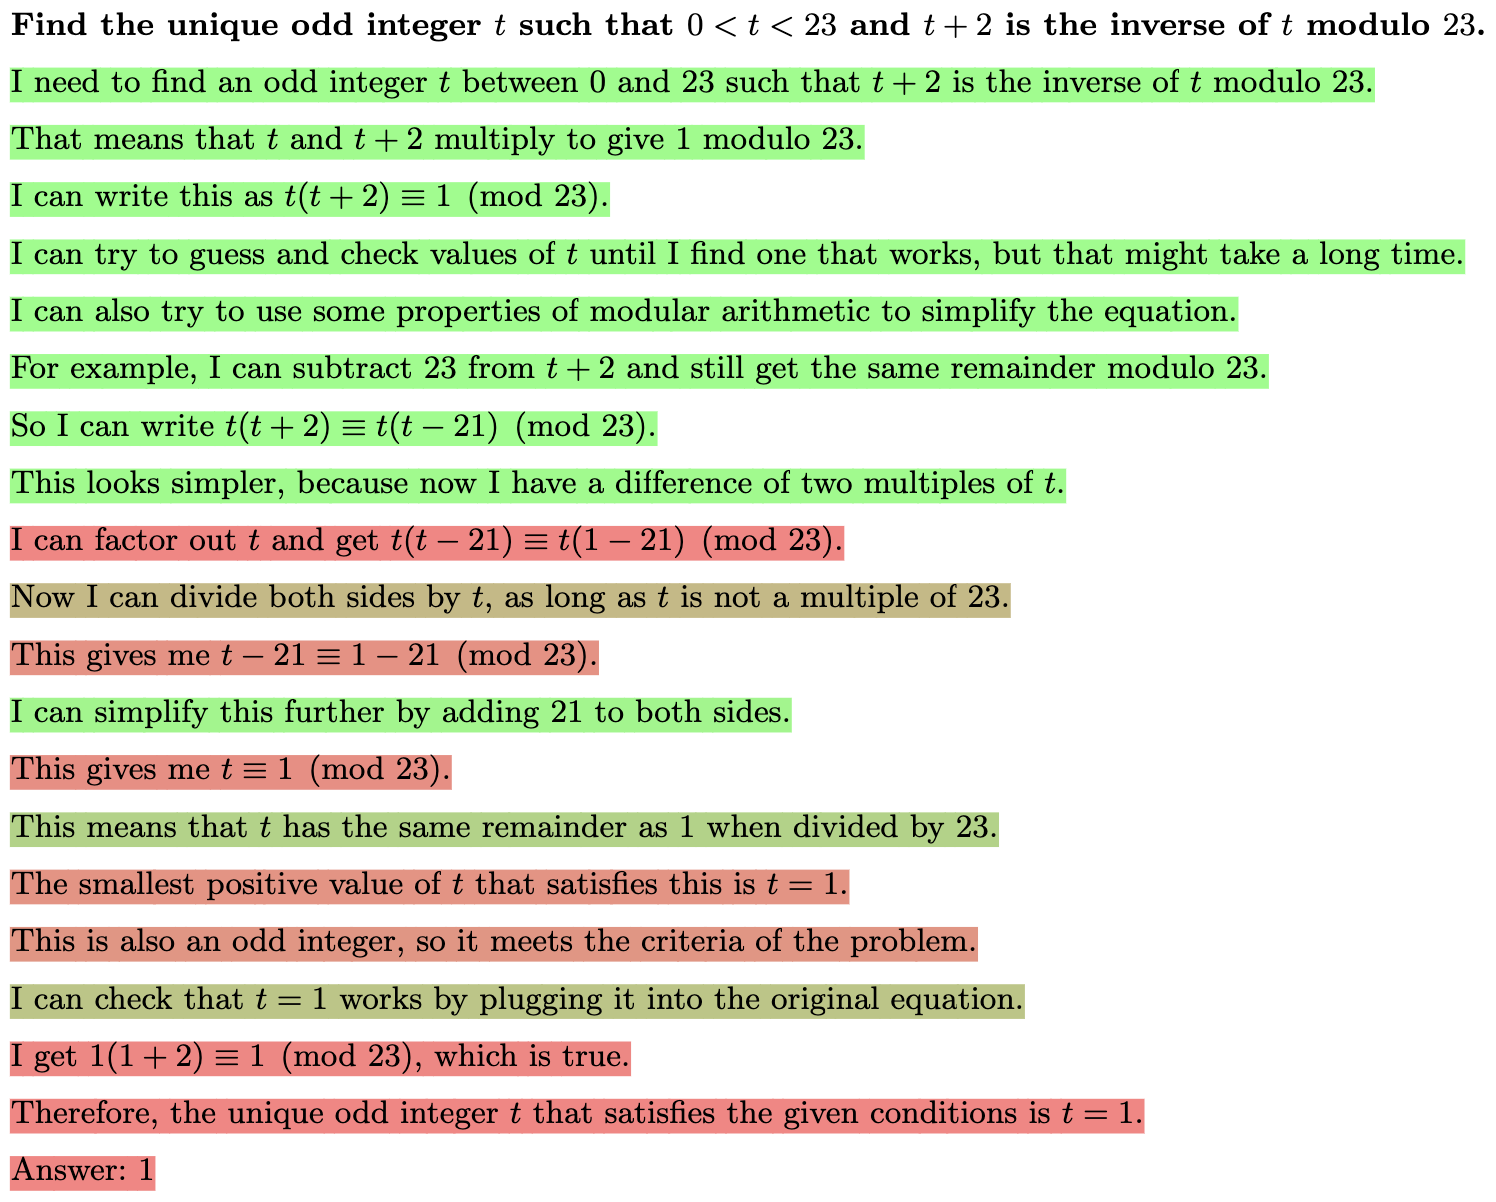 Find the unique odd integer t such that 0 < t < 23 and t + 2 is the inverse of t modulo 23.
I need to find an odd integer t between 0 and 23 such that t + 2 is the inverse of t modulo 23.
That means that t and t + 2 multiply to give 1 modulo 23.
I can write this as t(t + 2) ≡ 1 (mod 23).
I can try to guess and check values of t until I find one that works, but that might take a long time.
I can also try to use some properties of modular arithmetic to simplify the equation.
For example, I can subtract 23 from t + 2 and still get the same remainder modulo 23.
So I can write t(t + 2) ≡ t(t − 21) (mod 23).
This looks simpler, because now I have a difference of two multiples of t.
I can factor out t and get t(t − 21) ≡ t(1 − 21) (mod 23).
Now I can divide both sides by t, as long as t is not a multiple of 23.
This gives me t − 21 ≡ 1 − 21 (mod 23).
I can simplify this further by adding 21 to both sides.
This gives me t ≡ 1 (mod 23).
This means that t has the same remainder as 1 when divided by 23.
The smallest positive value of t that satisfies this is t = 1.
This is also an odd integer, so it meets the criteria of the problem.
I can check that t = 1 works by plugging it into the original equation.
I get 1(1 + 2) ≡ 1 (mod 23), which is true.
Therefore, the unique odd integer t that satisfies the given conditions is t = 1.
Answer: 1